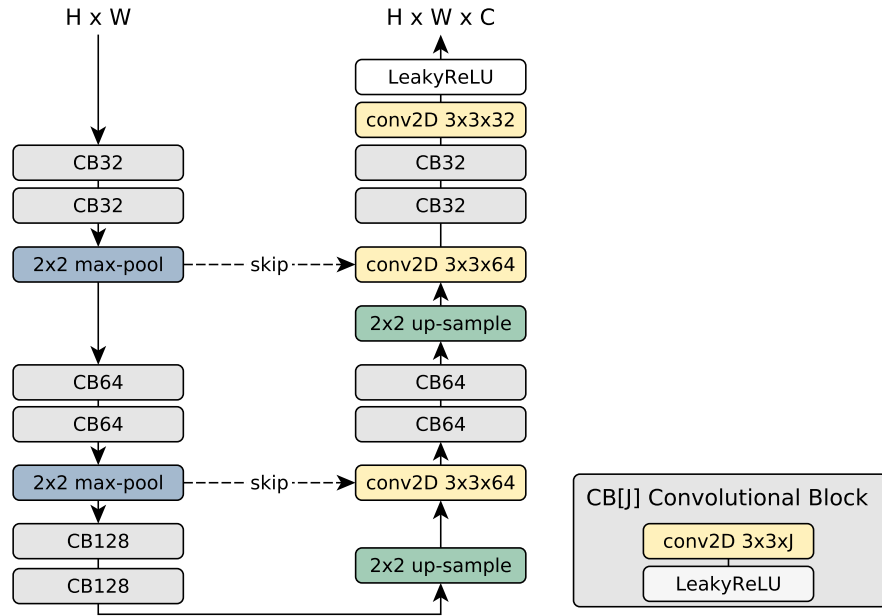 H x W
CB32
CB32
2x2 max-pool
CB64
CB64
2x2 max-pool
CB128
CB128
skip
skip
H x W x C
LeakyReLU
conv2D 3x3x32
CB32
CB32
conv2D 3x3x64
2x2 up-sample
CB64
CB64
conv2D 3x3x64
2x2 up-sample
CB[J] Convolutional Block
conv2D 3x3xJ
LeakyReLU